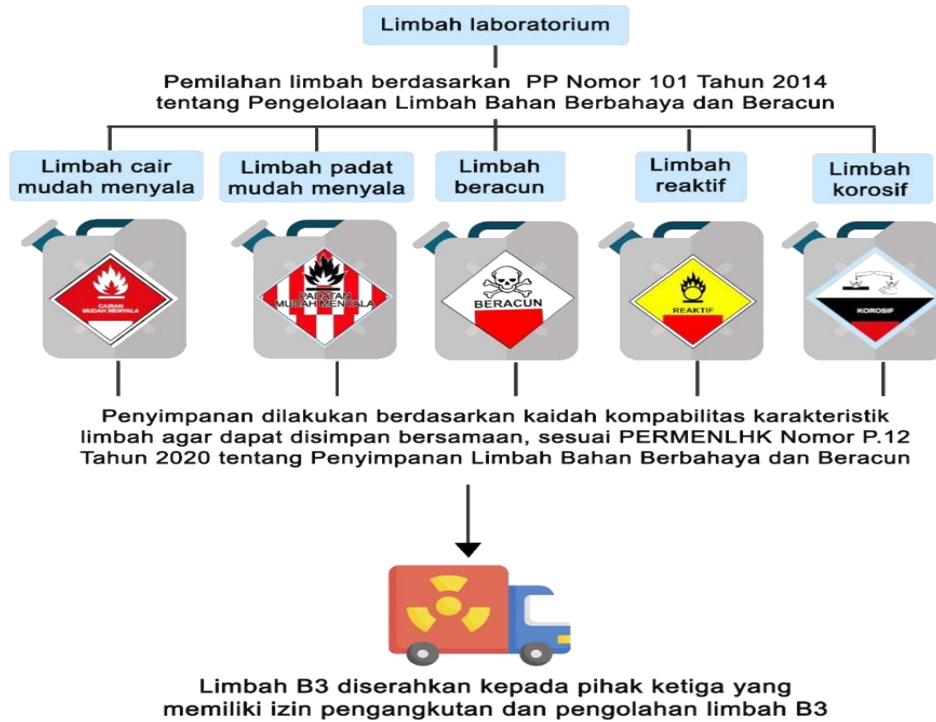 Limbah laboratorium
Pemilahan limbah berdasarkan PP Nomor 101 Tahun 2014
tentang Pengelolaan Limbah Bahan Berbahaya dan Beracun
Limbah cair
mudah menyala
Limbah padat
mudah menyala
Limbah
beracun
Limbah
reaktif
Limbah
korosif
CAIRAN
MUDAH MENYALA
PADATAN
MUDAH MENYALA
BERACUN
REAKTIF
KOROSIF
Penyimpanan dilakukan berdasarkan kaidah kompabilitas karakteristik
limbah agar dapat disimpan bersamaan, sesuai PERMENLHK Nomor P.12
Tahun 2020 tentang Penyimpanan Limbah Bahan Berbahaya dan Beracun
Limbah B3 diserahkan kepada pihak ketiga yang
memiliki izin pengangkutan dan pengolahan limbah B3